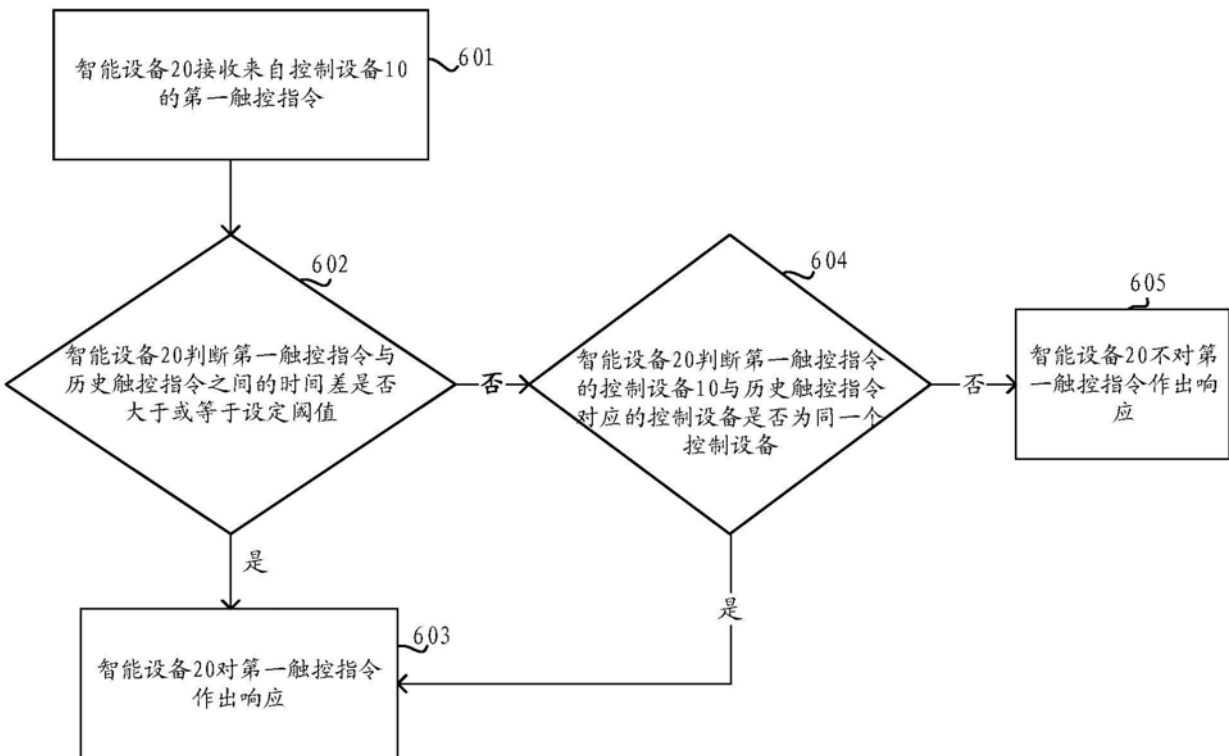 智能设备20接收来自控制设备10
的第一触控指令
601
602
智能设备20判断第一触控指令与
历史触控指令之间的时间差是否
大于或等于设定阈值
否
是
604
智能设备20判断第一触控指令
的控制设备10与历史触控指令
对应的控制设备是否为同一个
控制设备
否
是
605
智能设备20不对第
一触控指令作出响
应
603
智能设备20对第一触控指令
作出响应